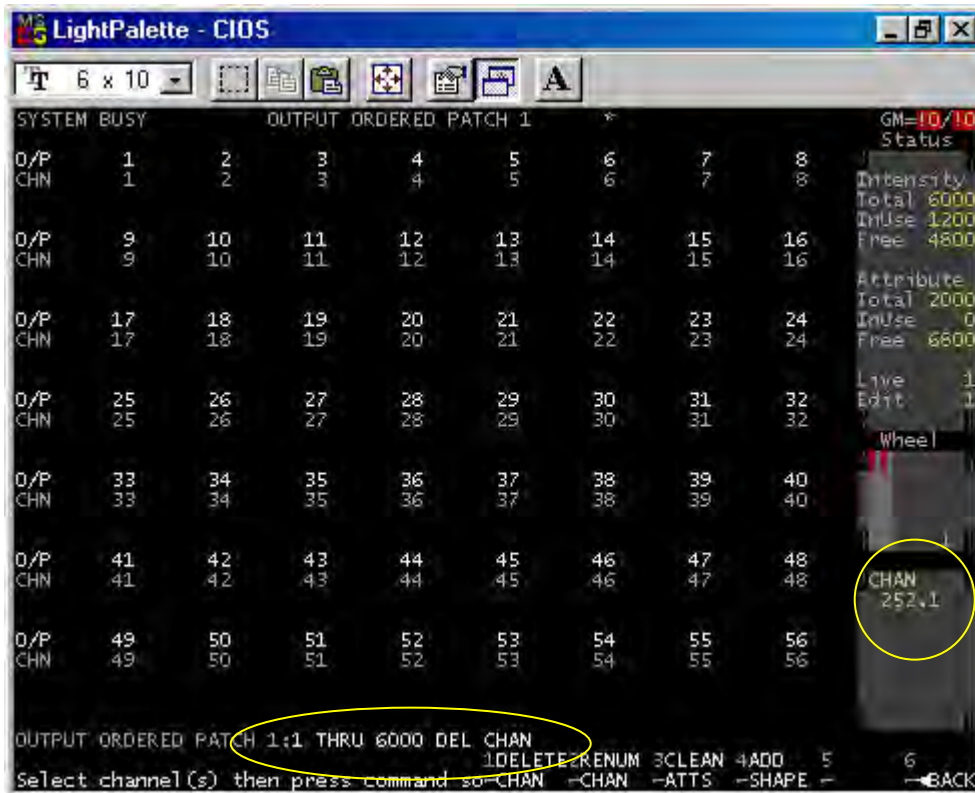 LightPalette - CIOS
6 x 10
A
SYSTEM BUSY OUTPUT ORDERED PATCH 1 * GM=!0/!0
Status
O/P 1 2 3 4 5 6 7 8
CHN 1 2 3 4 5 6 7 8
Intensity
Total 6000
InUse 1200
Free 4800
O/P 9 10 11 12 13 14 15 16
CHN 9 10 11 12 13 14 15 16
Attribute
Total 2000
InUse 0
Free 6800
O/P 17 18 19 20 21 22 23 24
CHN 17 18 19 20 21 22 23 24
Live 1
Edit 1
O/P 25 26 27 28 29 30 31 32
CHN 25 26 27 28 29 30 31 32
Wheel
O/P 33 34 35 36 37 38 39 40
CHN 33 34 35 36 37 38 39 40
O/P 41 42 43 44 45 46 47 48
CHN 41 42 43 44 45 46 47 48
CHAN
252.1
O/P 49 50 51 52 53 54 55 56
CHN 49 50 51 52 53 54 55 56
OUTPUT ORDERED PATCH 1:1 THRU 6000 DEL CHAN
1DELETE 2RENUM 3CLEAN 4ADD 5 6
Select channel(s) then press command so-CHAN -CHAN -ATTS -SHAPE - -◄BACK